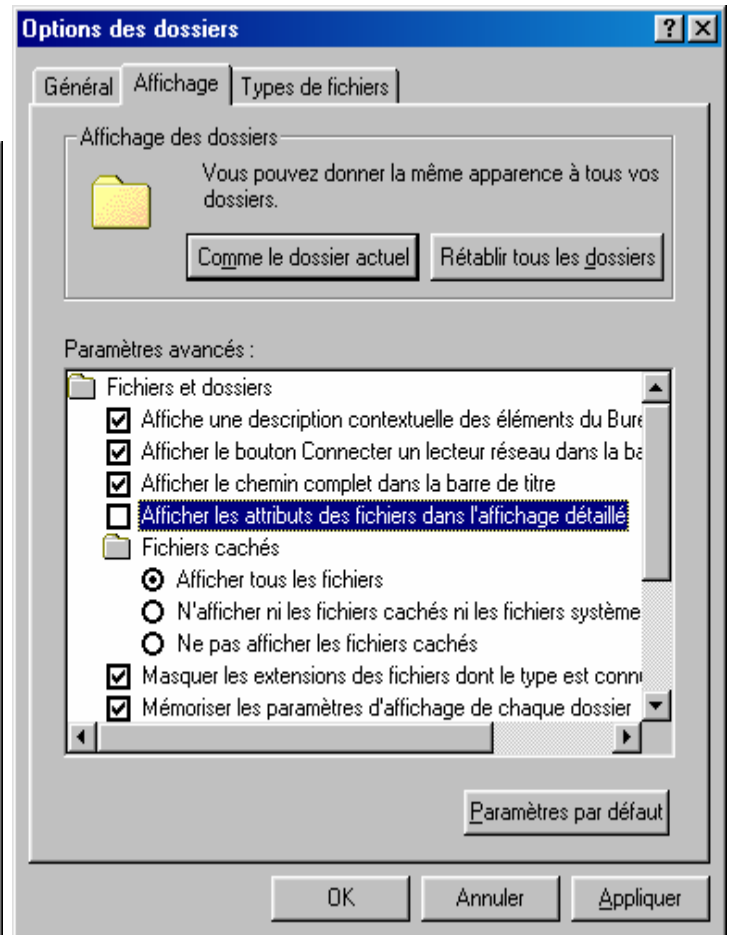 Options des dossiers
Général Affichage Types de fichiers
Affichage des dossiers
Vous pouvez donner la même apparence à tous vos
dossiers.
Comme le dossier actuel Rétablir tous les dossiers
Paramètres avancés :
Fichiers et dossiers
Affiche une description contextuelle des éléments du Bure
Afficher le bouton Connecter un lecteur réseau dans la ba
Afficher le chemin complet dans la barre de titre
Afficher les attributs des fichiers dans l'affichage détaillé
Fichiers cachés
Afficher tous les fichiers
N'afficher ni les fichiers cachés ni les fichiers système
Ne pas afficher les fichiers cachés
Masquer les extensions des fichiers dont le type est connu
Mémoriser les paramètres d'affichage de chaque dossier
Paramètres par défaut
OK Annuler Appliquer